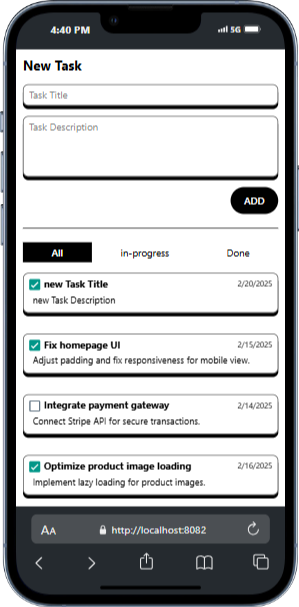 4:40 PM
5G
New Task
Task Title
Task Description
ADD
All in-progress Done
new Task Title 2/20/2025
new Task Description
Fix homepage UI 2/15/2025
Adjust padding and fix responsiveness for mobile view.
Integrate payment gateway 2/14/2025
Connect Stripe API for secure transactions.
Optimize product image loading 2/16/2025
Implement lazy loading for product images.
AA http://localhost:8082